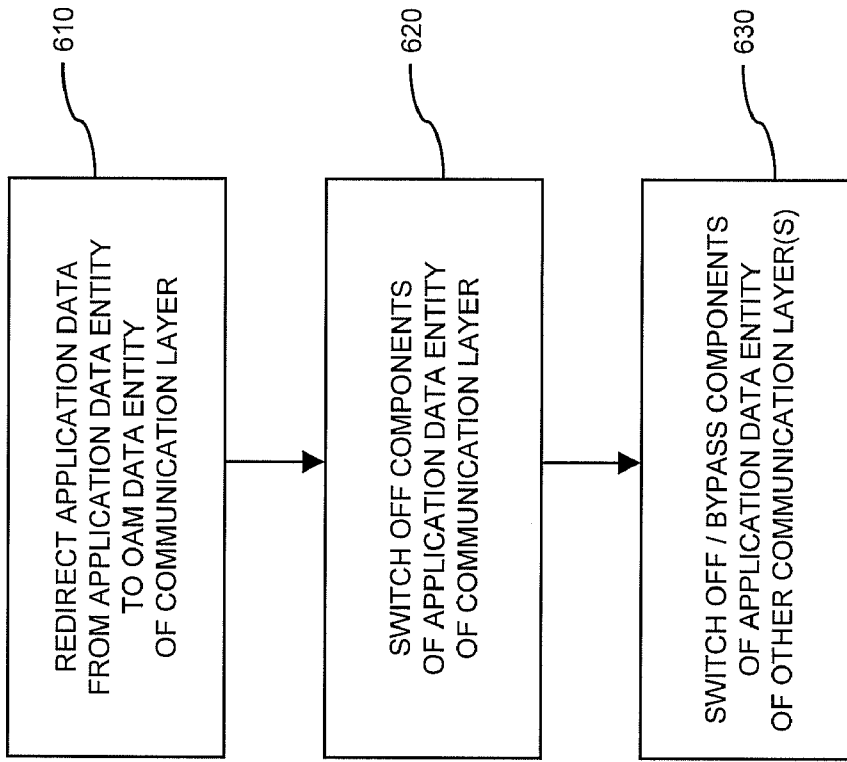 610
REDIRECT APPLICATION DATA
FROM APPLICATION DATA ENTITY
TO OAM DATA ENTITY
OF COMMUNICATION LAYER
620
SWITCH OFF COMPONENTS
OF APPLICATION DATA ENTITY
OF COMMUNICATION LAYER
630
SWITCH OFF / BYPASS COMPONENTS
OF APPLICATION DATA ENTITY
OF OTHER COMMUNICATION LAYER(S)